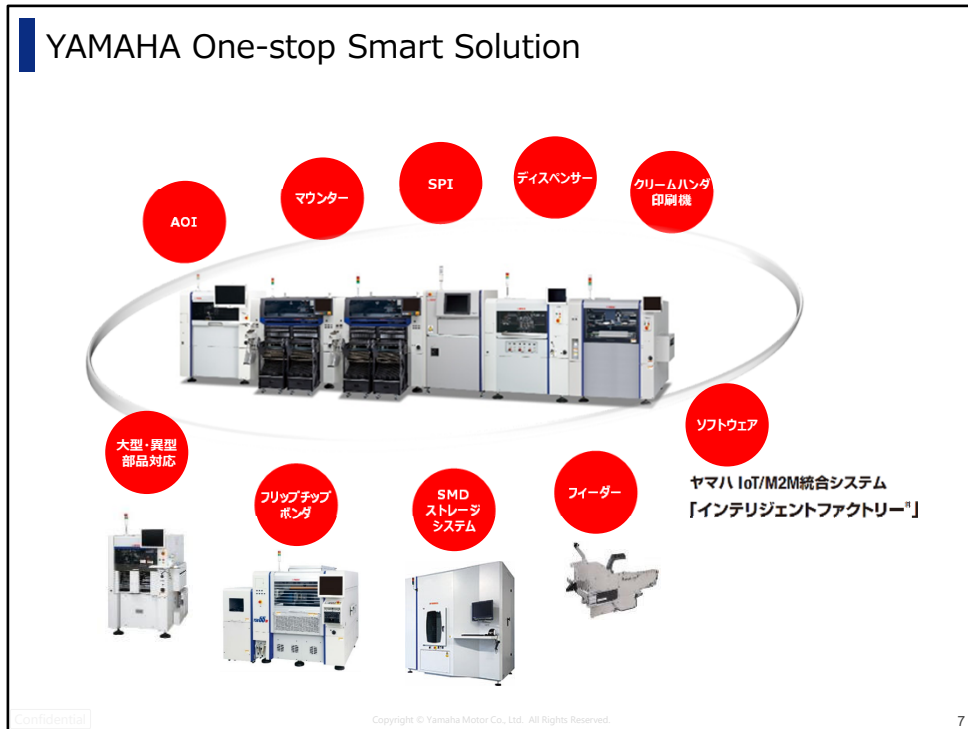 YAMAHA One-stop Smart Solution
AOI
マウンター
SPI
ディスペンサー
クリームハンダ
印刷機
大型・異型
部品対応
フリップチップ
ボンダ
SMD
ストレージ
システム
フィーダー
ソフトウェア
ヤマハ IoT/M2M統合システム
「インテリジェントファクトリー」
Confidential
Copyright © Yamaha Motor Co., Ltd. All Rights Reserved.
7